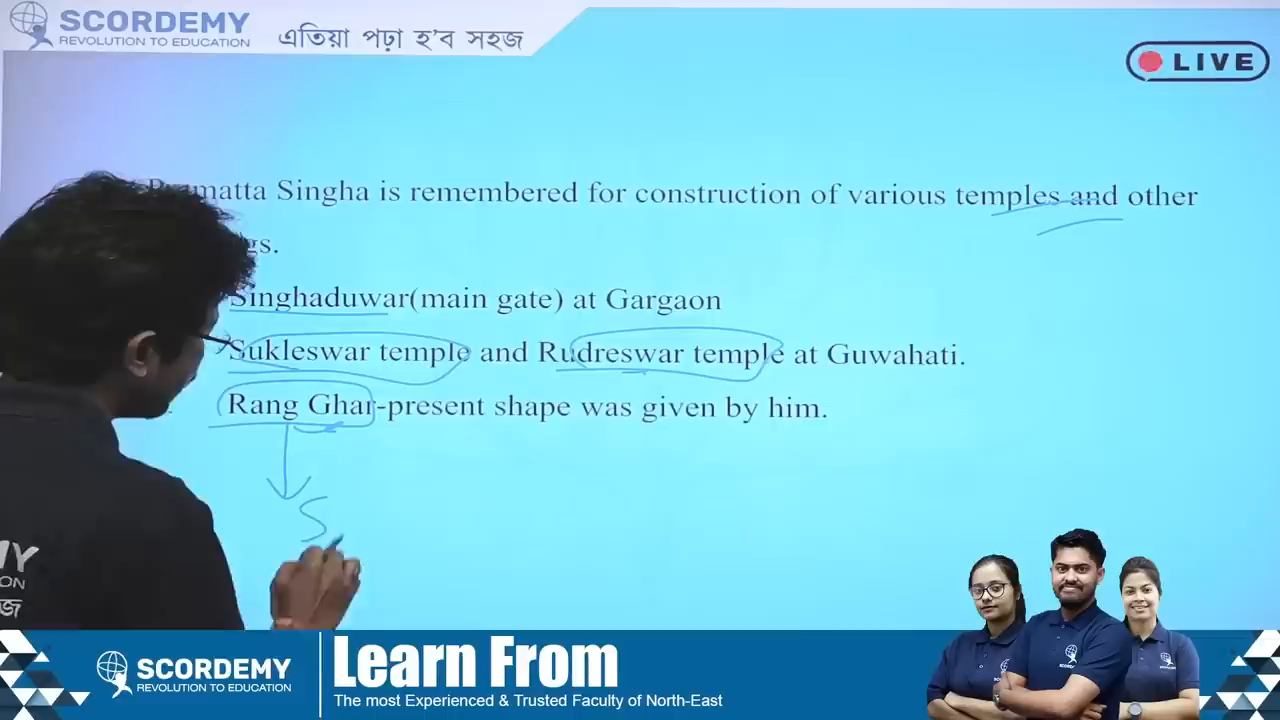 SCORDEMY
REVOLUTION TO EDUCATION
এতিয়া পঢ়া হ'ব সহজ
LIVE
Singha is remembered for construction of various temples and other
Singhaduwar(main gate) at Gargaon
Sukleswar temple and Rudreswar temple at Guwahati.
Rang Ghar-present shape was given by him.
S
SCORDEMY
REVOLUTION TO EDUCATION
Learn From
The most Experienced & Trusted Faculty of North-East